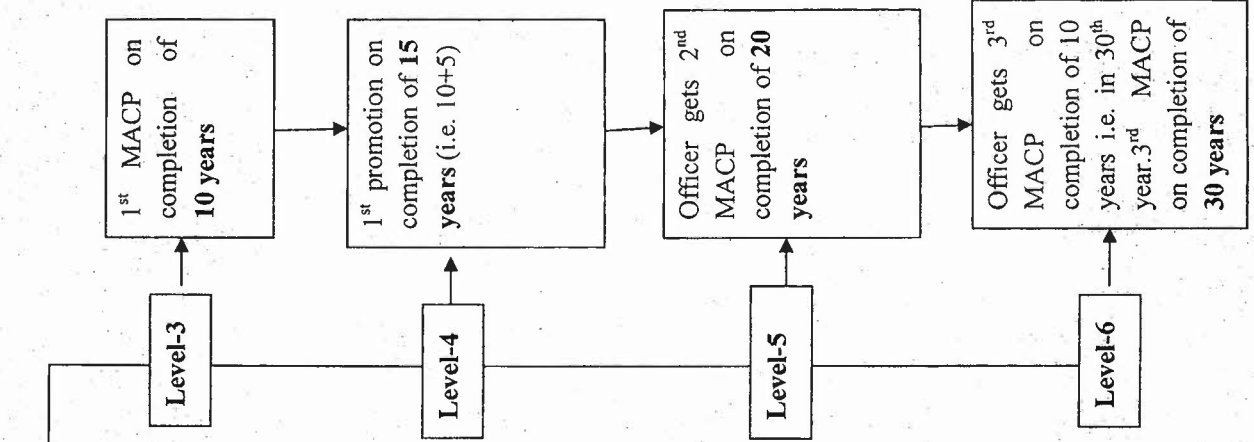 Level-3
1st MACP on
completion of
10 years
Level-4
1st promotion on
completion of 15
years (i.e. 10+5)
Level-5
Officer gets 2nd
MACP on
completion of 20
years
Level-6
Officer gets 3rd
MACP on
completion of 10
years i.e. in 30th
year.3rd MACP
on completion of
30 years